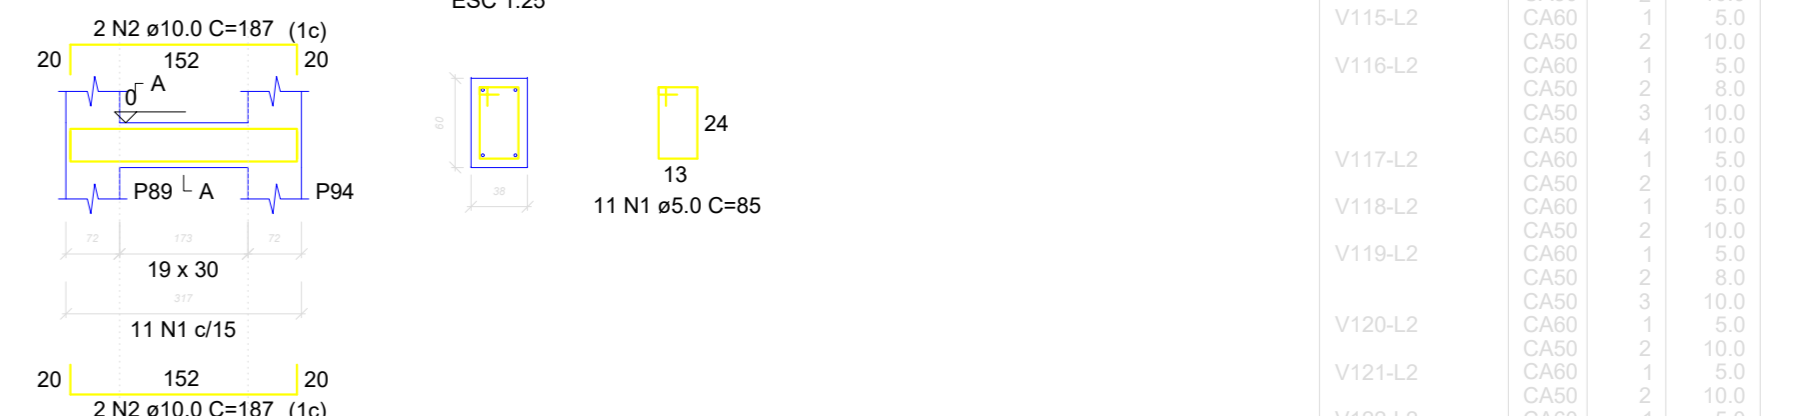 ESC 1:25
2 N2 ø10.0 C=187 (1c)
20 152 20
A
0
P89 A P94
72 173 72
19 x 30
317
11 N1 c/15
20 152 20
2 N2 ø10.0 C=187 (1c)
60
38
24
13
11 N1 ø5.0 C=85
V115-L2 CA60 1 5.0
CA50 2 10.0
V116-L2 CA60 1 5.0
CA50 2 8.0
CA50 3 10.0
CA50 4 10.0
V117-L2 CA60 1 5.0
CA50 2 10.0
V118-L2 CA60 1 5.0
CA50 2 10.0
V119-L2 CA60 1 5.0
CA50 2 8.0
CA50 3 10.0
V120-L2 CA60 1 5.0
CA50 2 10.0
V121-L2 CA60 1 5.0
CA50 2 10.0